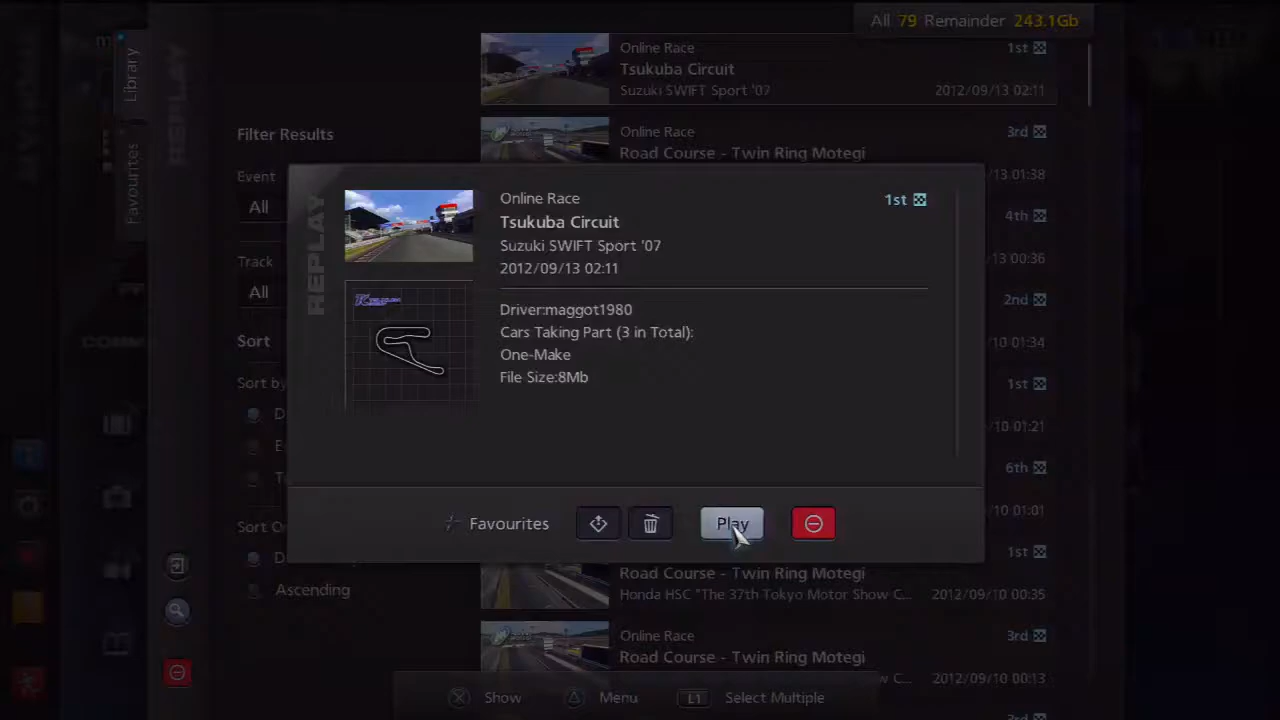 All 79 Remainder 243.1Gb
Library
Favourites
REPLAY
Online Race
1st
Tsukuba Circuit
Suzuki SWIFT Sport '07
2012/09/13 02:11
Filter Results
Online Race
3rd
Road Course - Twin Ring Motegi
13 01:38
Event
All
4th
13 00:36
Track
All
2nd
10 01:34
Sort
1st
Sort by
10 01:21
6th
10 01:01
Sort O
1st
Ascending
REPLAY
Online Race
1st
Tsukuba Circuit
Suzuki SWIFT Sport '07
2012/09/13 02:11
Driver:maggot1980
Cars Taking Part (3 in Total):
One-Make
File Size:8Mb
Favourites
Play
Road Course - Twin Ring Motegi
Honda HSC "The 37th Tokyo Motor Show C...
2012/09/10 00:35
Online Race
3rd
Road Course - Twin Ring Motegi
C...
2012/09/10 00:13
Show
Menu
L1
Select Multiple